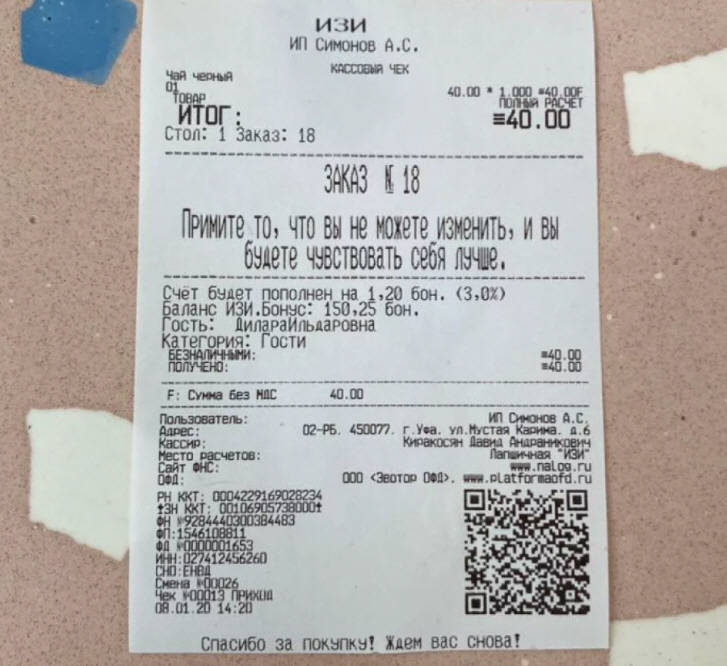 ИЗИ
ИП Симонов А.С.
КАССОВЫЙ ЧЕК
Чай черный
01
40.00 * 1.000 ≡40.00F
ТОВАР
ПОЛНЫЙ РАСЧЕТ
ИТОГ: ≡40.00
Стол: 1 Заказ: 18
ЗАКАЗ № 18
Примите то, что вы не можете изменить, и вы
будете чувствовать себя лучше.
Счёт будет пополнен на 1,20 бон. (3,0%)
Баланс ИЗИ.Бонус: 150,25 бон.
Гость: ДилараИльдаровна
Категория: Гости
БЕЗНАЛИЧНЫМИ: ≡40.00
ПОЛУЧЕНО: ≡40.00
F: Сумма без НДС 40.00
Пользователь: ИП Симонов А.С.
Адрес: 02-РБ. 450077. г.Уфа. ул.Мустая Карима. д.6
Кассир: Киракосян Давид Андраникович
Место расчетов: Лапшичная "ИЗИ"
Сайт ФНС: www.nalog.ru
ОФД: ООО <Эвотор ОФД>. www.platformaofd.ru
РН ККТ: 0004229169028234
ЗН ККТ: 00106905738000
ФН №9284440300384483
ФП:1546108811
ФД №0000001653
ИНН:027412456260
СНО:ЕНВД
Смена №00026
Чек №00013 ПРИХОД
08.01.20 14:20
Спасибо за покупку! Ждем вас снова!